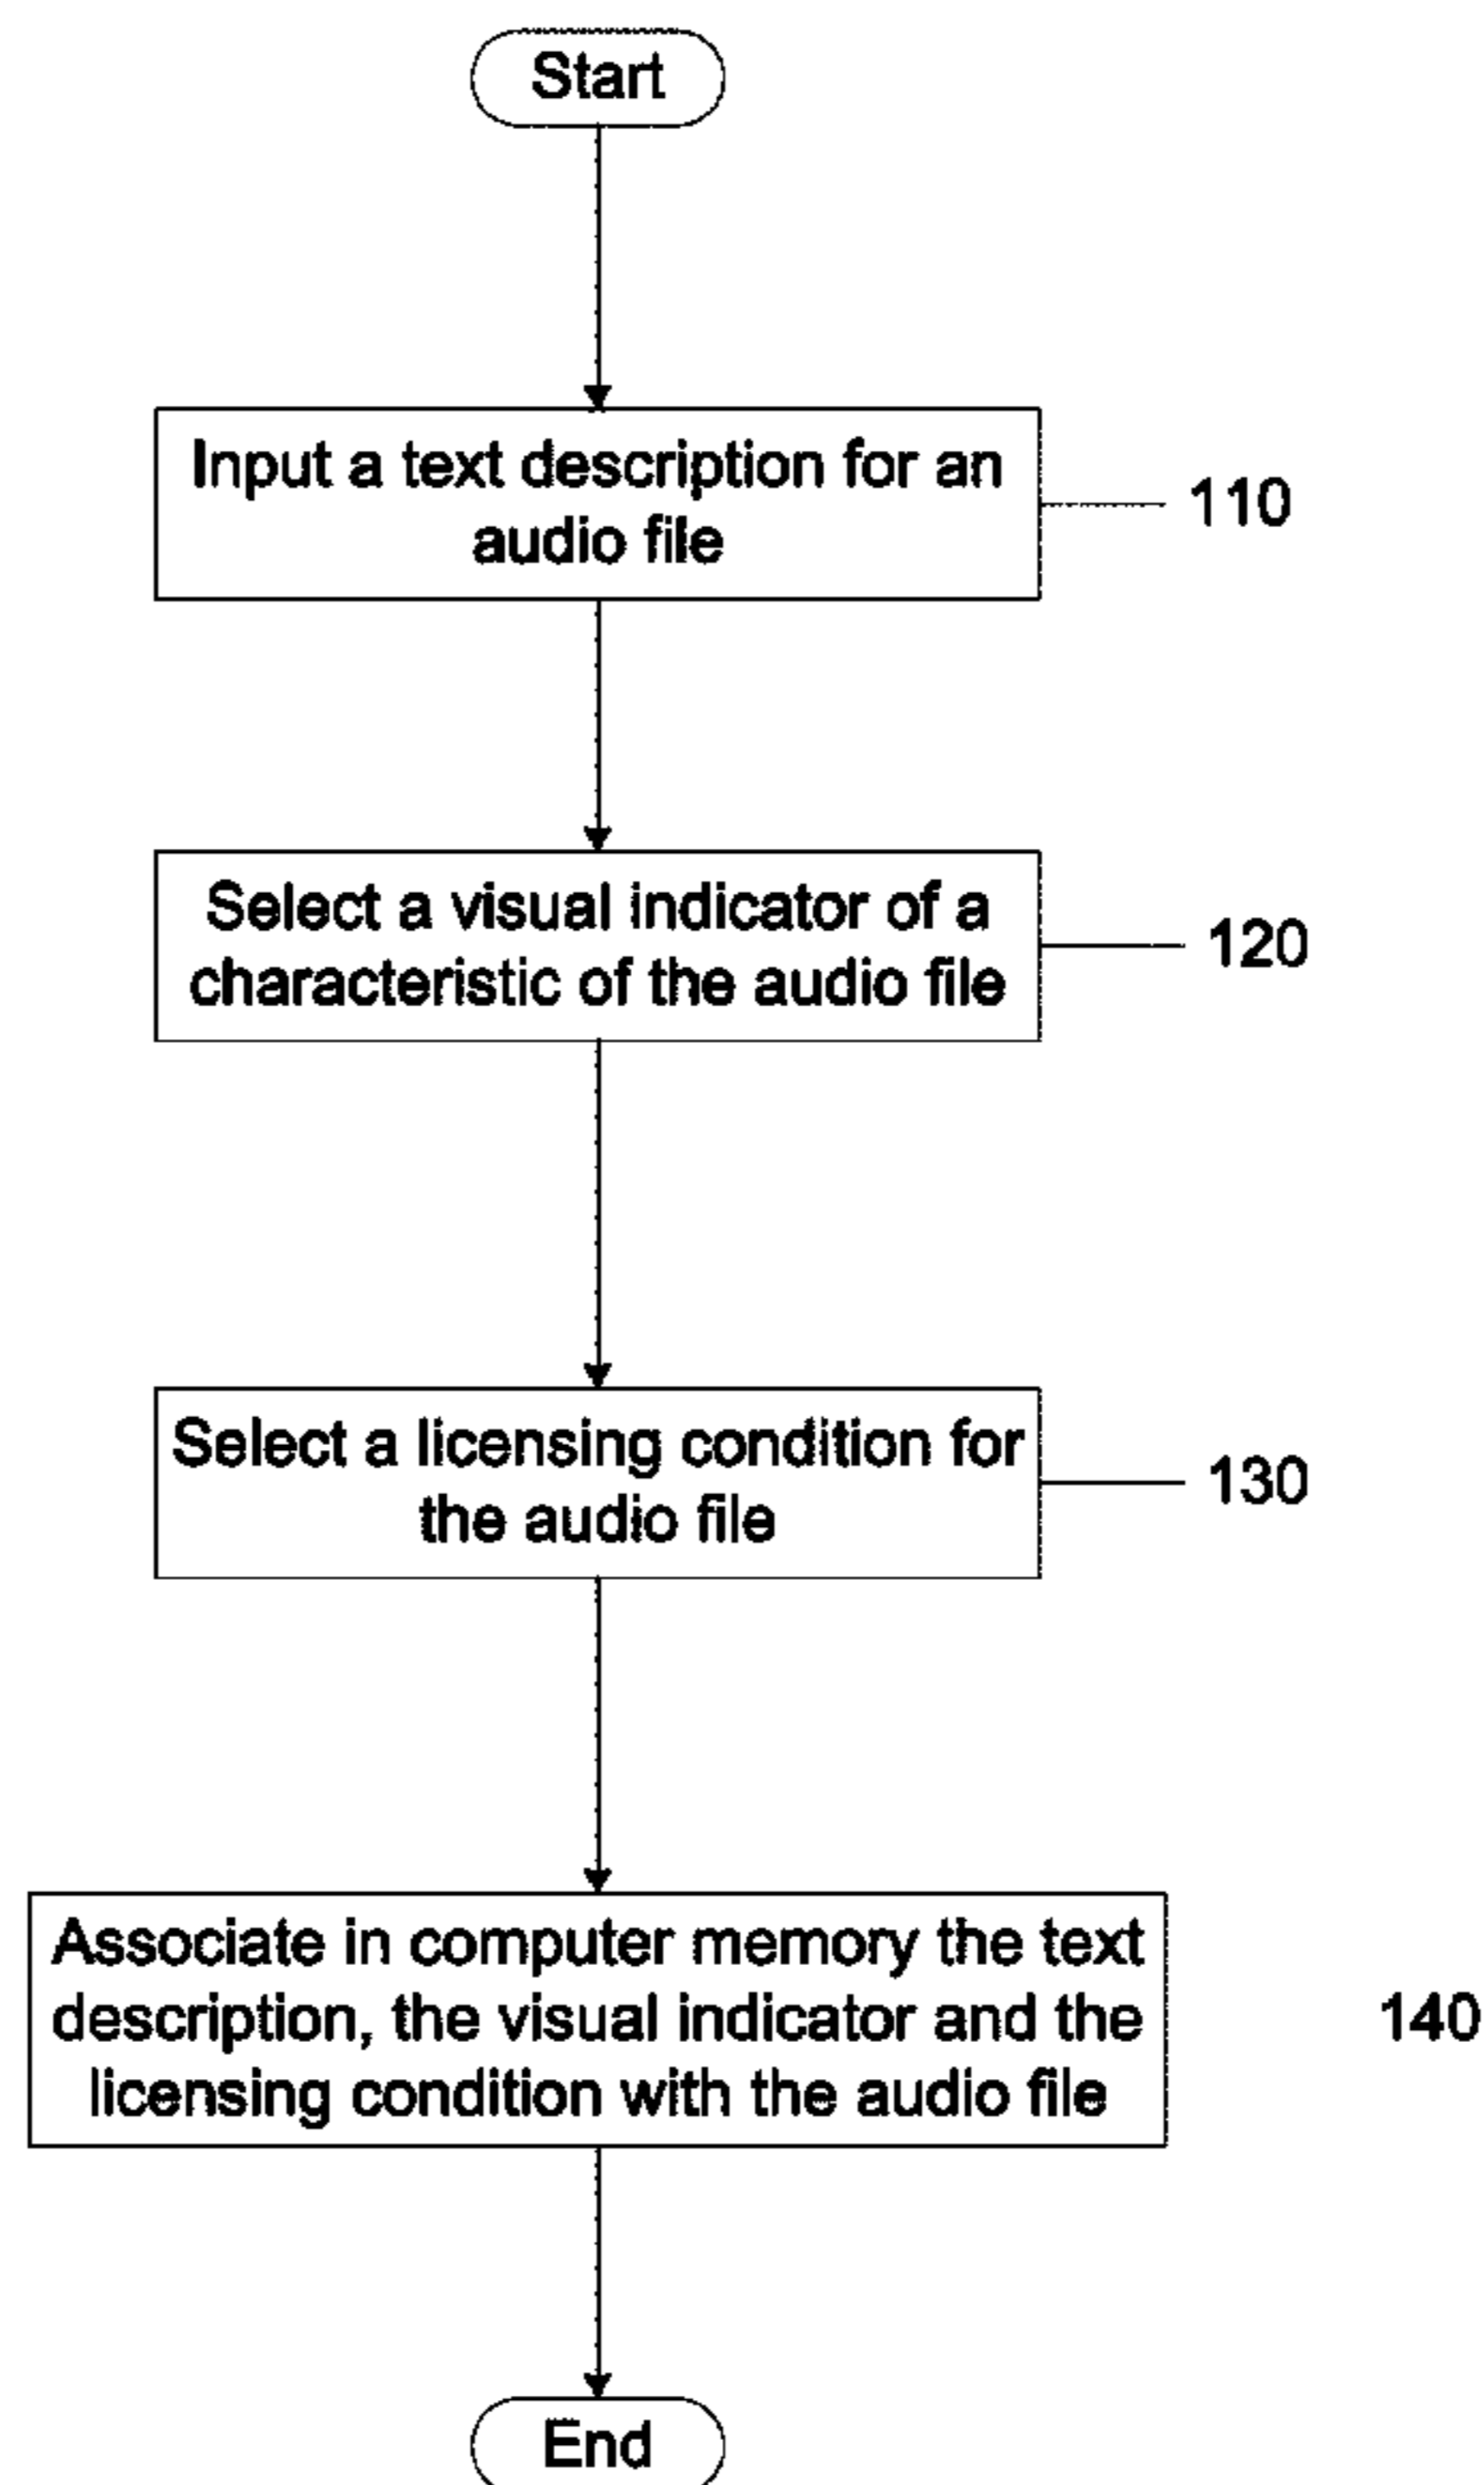 Start
Input a text description for an
audio file
110
Select a visual indicator of a
characteristic of the audio file
120
Select a licensing condition for
the audio file
130
Associate in computer memory the text
description, the visual indicator and the
licensing condition with the audio file
140
End